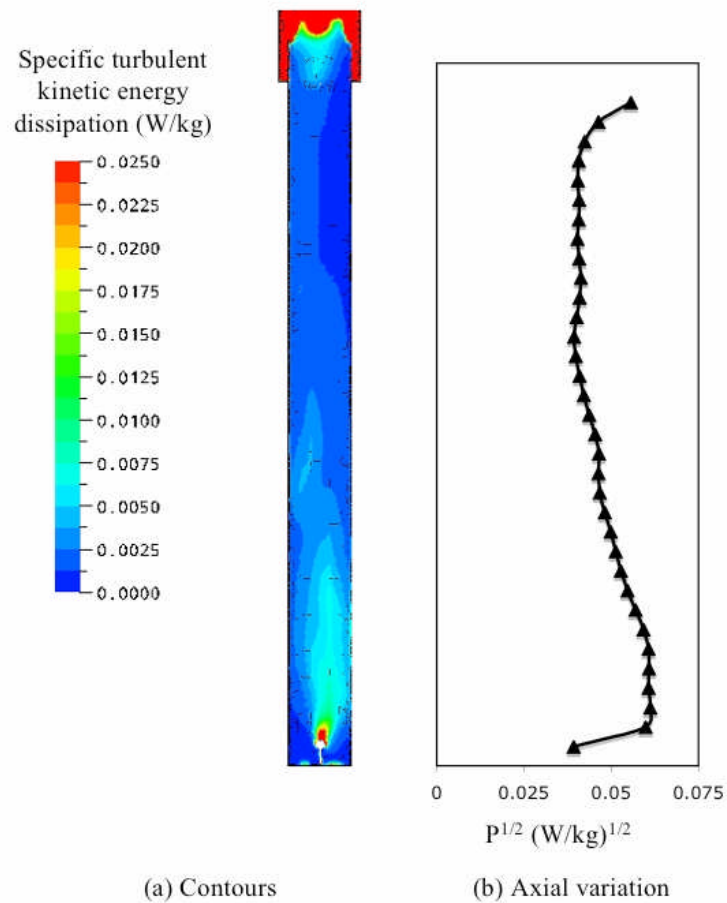 Specific turbulent
kinetic energy
dissipation (W/kg)
0.0250
0.0225
0.0200
0.0175
0.0150
0.0125
0.0100
0.0075
0.0050
0.0025
0.0000
0 0.025 0.05 0.075
P^{1/2} (W/kg)^{1/2}
(a) Contours
(b) Axial variation